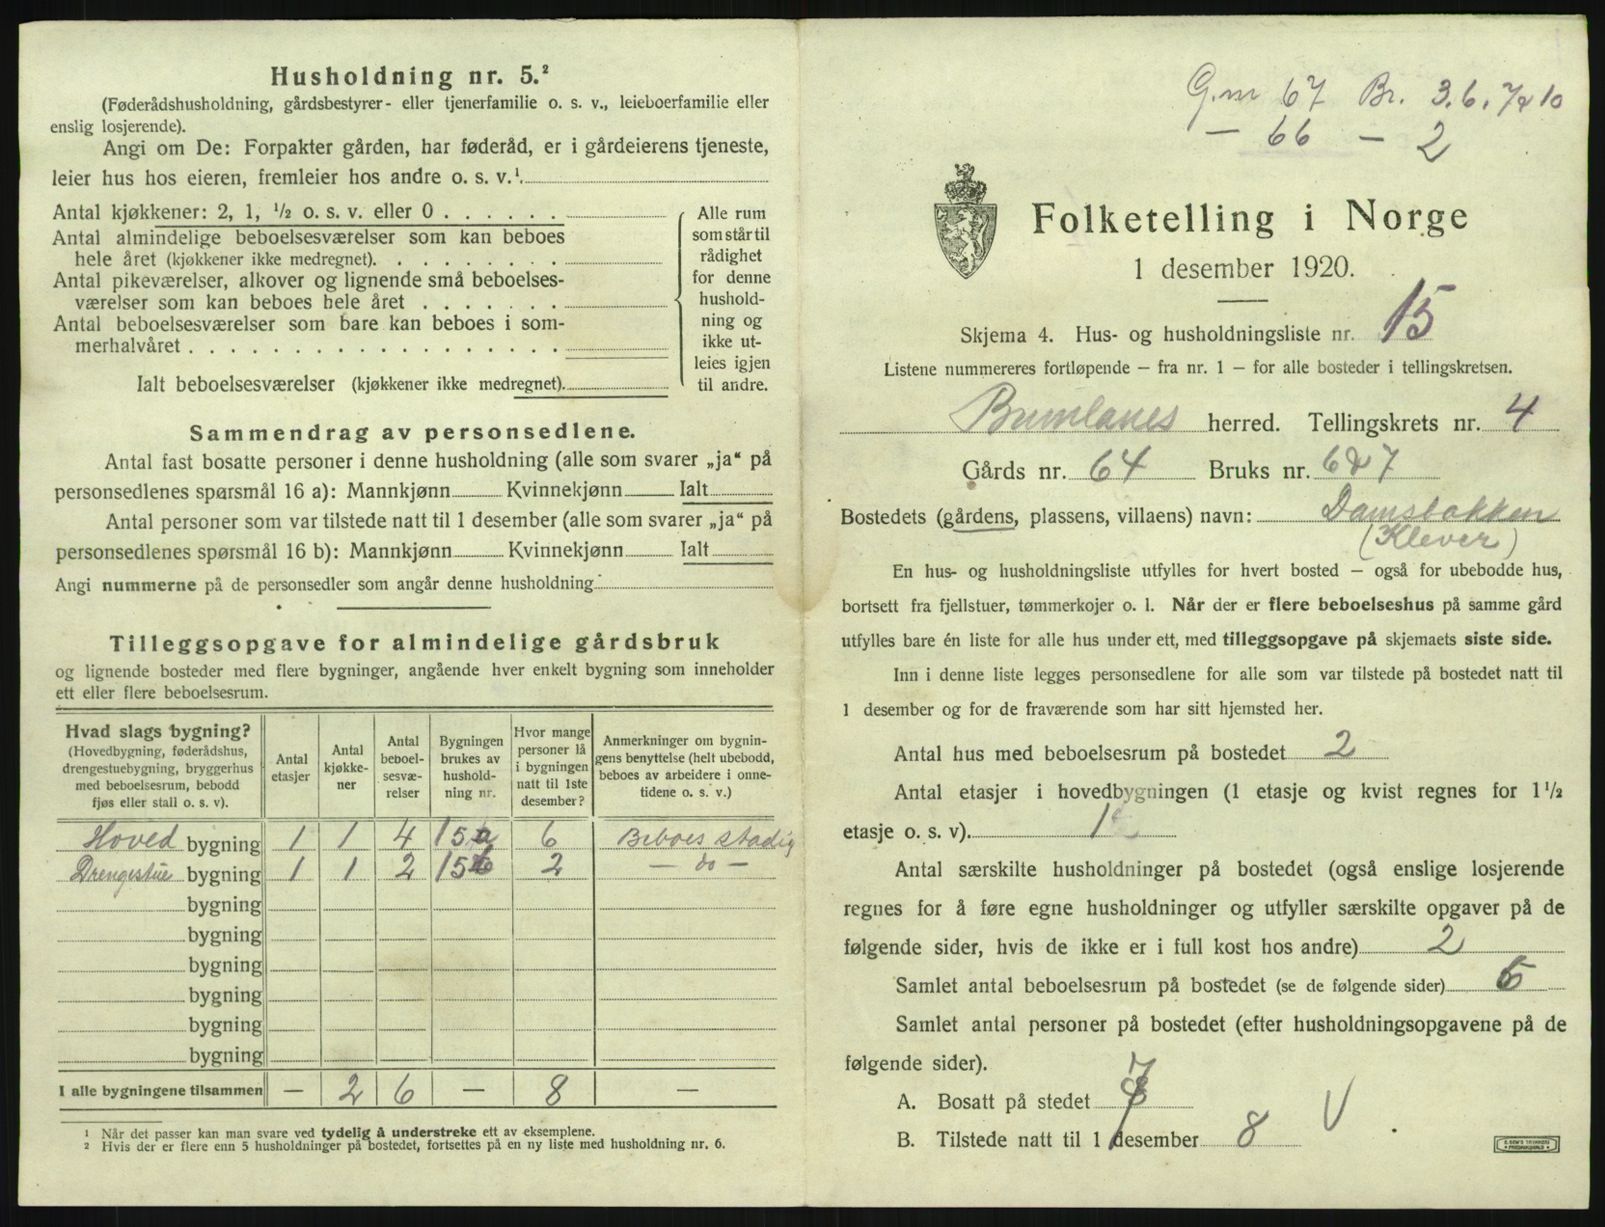 Husholdning nr. 5.²
(Føderådshusholdning, gårdsbestyrer- eller tjenerfamilie o. s. v., leieboerfamilie eller
enslig losjerende).
Angi om De: Forpakter gården, har føderåd, er i gårdeierens tjeneste,
leier hus hos eieren, fremleier hos andre o. s. v.¹
Antal kjøkkener: 2, 1, ½ o. s. v. eller 0 . . . . . .
Antal almindelige beboelsesværelser som kan beboes
hele året (kjøkkener ikke medregnet). . . . . . . . .
Antal pikeværelser, alkover og lignende små beboelses-
værelser som kan beboes hele året . . . . . . .
Antal beboelsesværelser som bare kan beboes i som-
merhalvåret . . . . . . . . . . . . . . . . . .
Ialt beboelsesværelser (kjøkkener ikke medregnet).
Alle rum
som står til
rådighet
for denne
hushold-
ning og
ikke ut-
leies igjen
til andre.
Sammendrag av personsedlene.
Antal fast bosatte personer i denne husholdning (alle som svarer „ja“ på
personsedlenes spørsmål 16 a): Mannkjønn Kvinnekjønn Ialt
Antal personer som var tilstede natt til 1 desember (alle som svarer „ja“ på
personsedlenes spørsmål 16 b): Mannkjønn Kvinnekjønn Ialt
Angi nummerne på de personsedler som angår denne husholdning:
Tilleggsopgave for almindelige gårdsbruk
og lignende bosteder med flere bygninger, angående hver enkelt bygning som inneholder
ett eller flere beboelsesrum.
Hvad slags bygning?
(Hovedbygning, føderådshus,
drengestuebygning, bryggerhus
med beboelsesrum, bebodd
fjøs eller stall o. s. v.)
Antal
etasjer
Antal
kjøkke-
ner
Antal
beboel-
sesvæ-
relser
Bygningen
brukes av
hushold-
ning nr.
Hvor mange
personer lå
i bygningen
natt til 1ste
desember?
Anmerkninger om bygnin-
gens benyttelse (helt ubebodd,
beboes av arbeidere i onne-
tidene o. s. v.)
Hoved bygning 1 1 4 15a 6 Beboes stadig
Drengestue bygning 1 1 2 15b 2 — do —
bygning
bygning
bygning
bygning
bygning
bygning
I alle bygningene tilsammen — 2 6 — 8 —
¹ Når det passer kan man svare ved tydelig å understreke ett av eksemplene.
² Hvis der er flere enn 5 husholdninger på bostedet, fortsettes på en ny liste med husholdning nr. 6.
G.nr 67 Br. 3.6.7 & 10
— 66 — 2
Folketelling i Norge
1 desember 1920.
Skjema 4. Hus- og husholdningsliste nr. 15
Listene nummereres fortløpende – fra nr. 1 – for alle bosteder i tellingskretsen.
Brunlanes herred. Tellingskrets nr. 4
Gårds nr. 64 Bruks nr. 6 & 7
Bostedets (gårdens, plassens, villaens) navn: Damsbakken
(Klever)
En hus- og husholdningsliste utfylles for hvert bosted – også for ubebodde hus,
bortsett fra fjellstuer, tømmerkojer o. l. Når der er flere beboelseshus på samme gård
utfylles bare én liste for alle hus under ett, med tilleggsopgave på skjemaets siste side.
Inn i denne liste legges personsedlene for alle som var tilstede på bostedet natt til
1 desember og for de fraværende som har sitt hjemsted her.
Antal hus med beboelsesrum på bostedet 2
Antal etasjer i hovedbygningen (1 etasje og kvist regnes for 1½
etasje o. s. v). 1
Antal særskilte husholdninger på bostedet (også enslige losjerende
regnes for å føre egne husholdninger og utfyller særskilte opgaver på de
følgende sider, hvis de ikke er i full kost hos andre) 2
Samlet antal beboelsesrum på bostedet (se de følgende sider) 6
Samlet antal personer på bostedet (efter husholdningsopgavene på de
følgende sider).
A. Bosatt på stedet 7
B. Tilstede natt til 1 desember 8